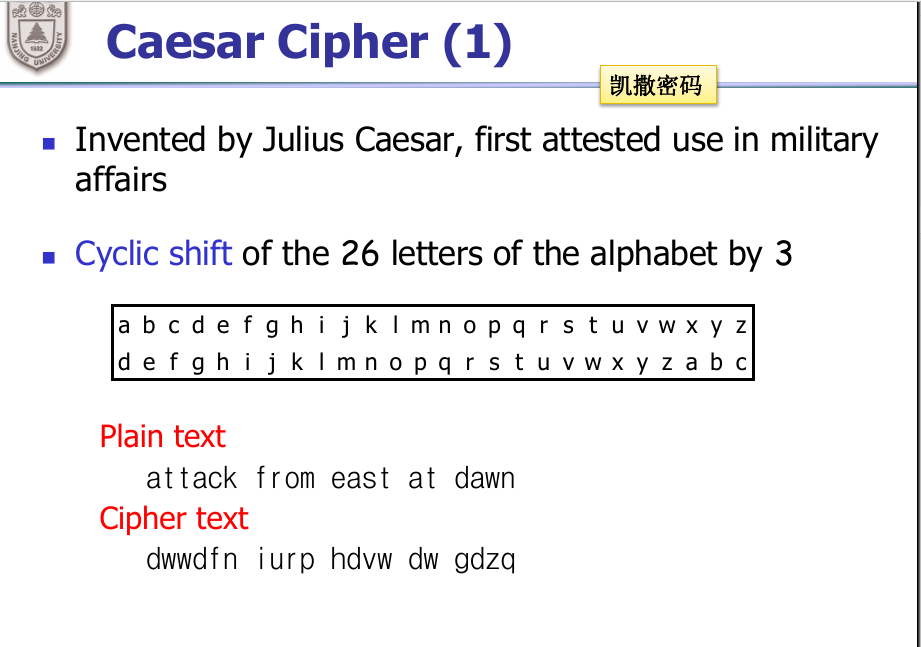 NANJING UNIVERSITY
1902
Caesar Cipher (1)
凯撒密码
Invented by Julius Caesar, first attested use in military
affairs
Cyclic shift of the 26 letters of the alphabet by 3
a b c d e f g h i j k l m n o p q r s t u v w x y z
d e f g h i j k l m n o p q r s t u v w x y z a b c
Plain text
attack from east at dawn
Cipher text
dwwdfn iurp hdvw dw gdzq